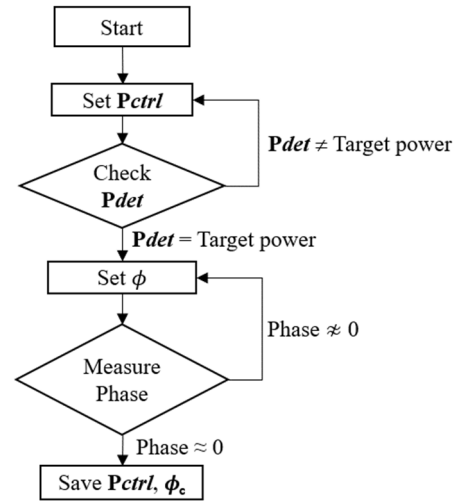 Start
Set Pctrl
Pdet ≠ Target power
Check
Pdet
Pdet = Target power
Set ϕ
Phase ≉ 0
Measure
Phase
Phase ≈ 0
Save Pctrl, ϕc